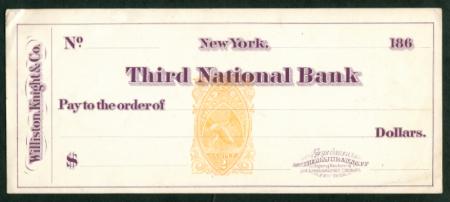 Williston, Knight & Co.
No. New York, 186
Third National Bank
Pay to the order of
Dollars.
$